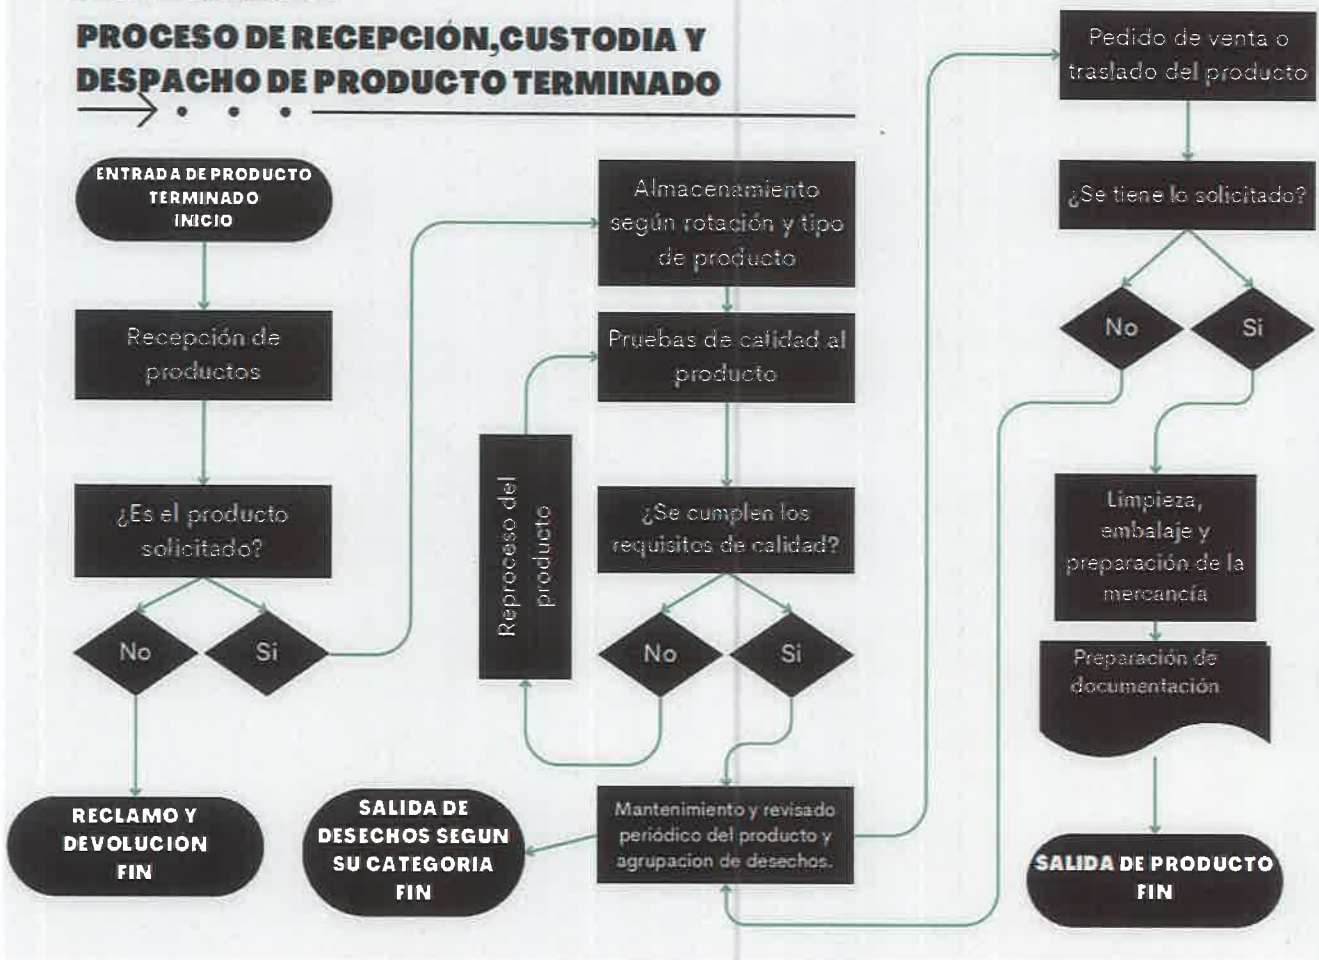 PROCESO DE RECEPCIÓN,CUSTODIA Y
DESPACHO DE PRODUCTO TERMINADO
ENTRADA DE PRODUCTO
TERMINADO
INICIO
Recepción de
productos
¿Es el producto
solicitado?
No
Si
RECLAMO Y
DEVOLUCION
FIN
Almacenamiento
según rotación y tipo
de producto
Pruebas de calidad al
producto
Reproceso del
producto
¿Se cumplen los
requisitos de calidad?
No
Si
SALIDA DE
DESECHOS SEGUN
SU CATEGORIA
FIN
Mantenimiento y revisado
periódico del producto y
agrupacion de desechos.
Pedido de venta o
traslado del producto
¿Se tiene lo solicitado?
No
Si
Limpieza,
embalaje y
preparación de la
mercancía
Preparación de
documentación
SALIDA DE PRODUCTO
FIN